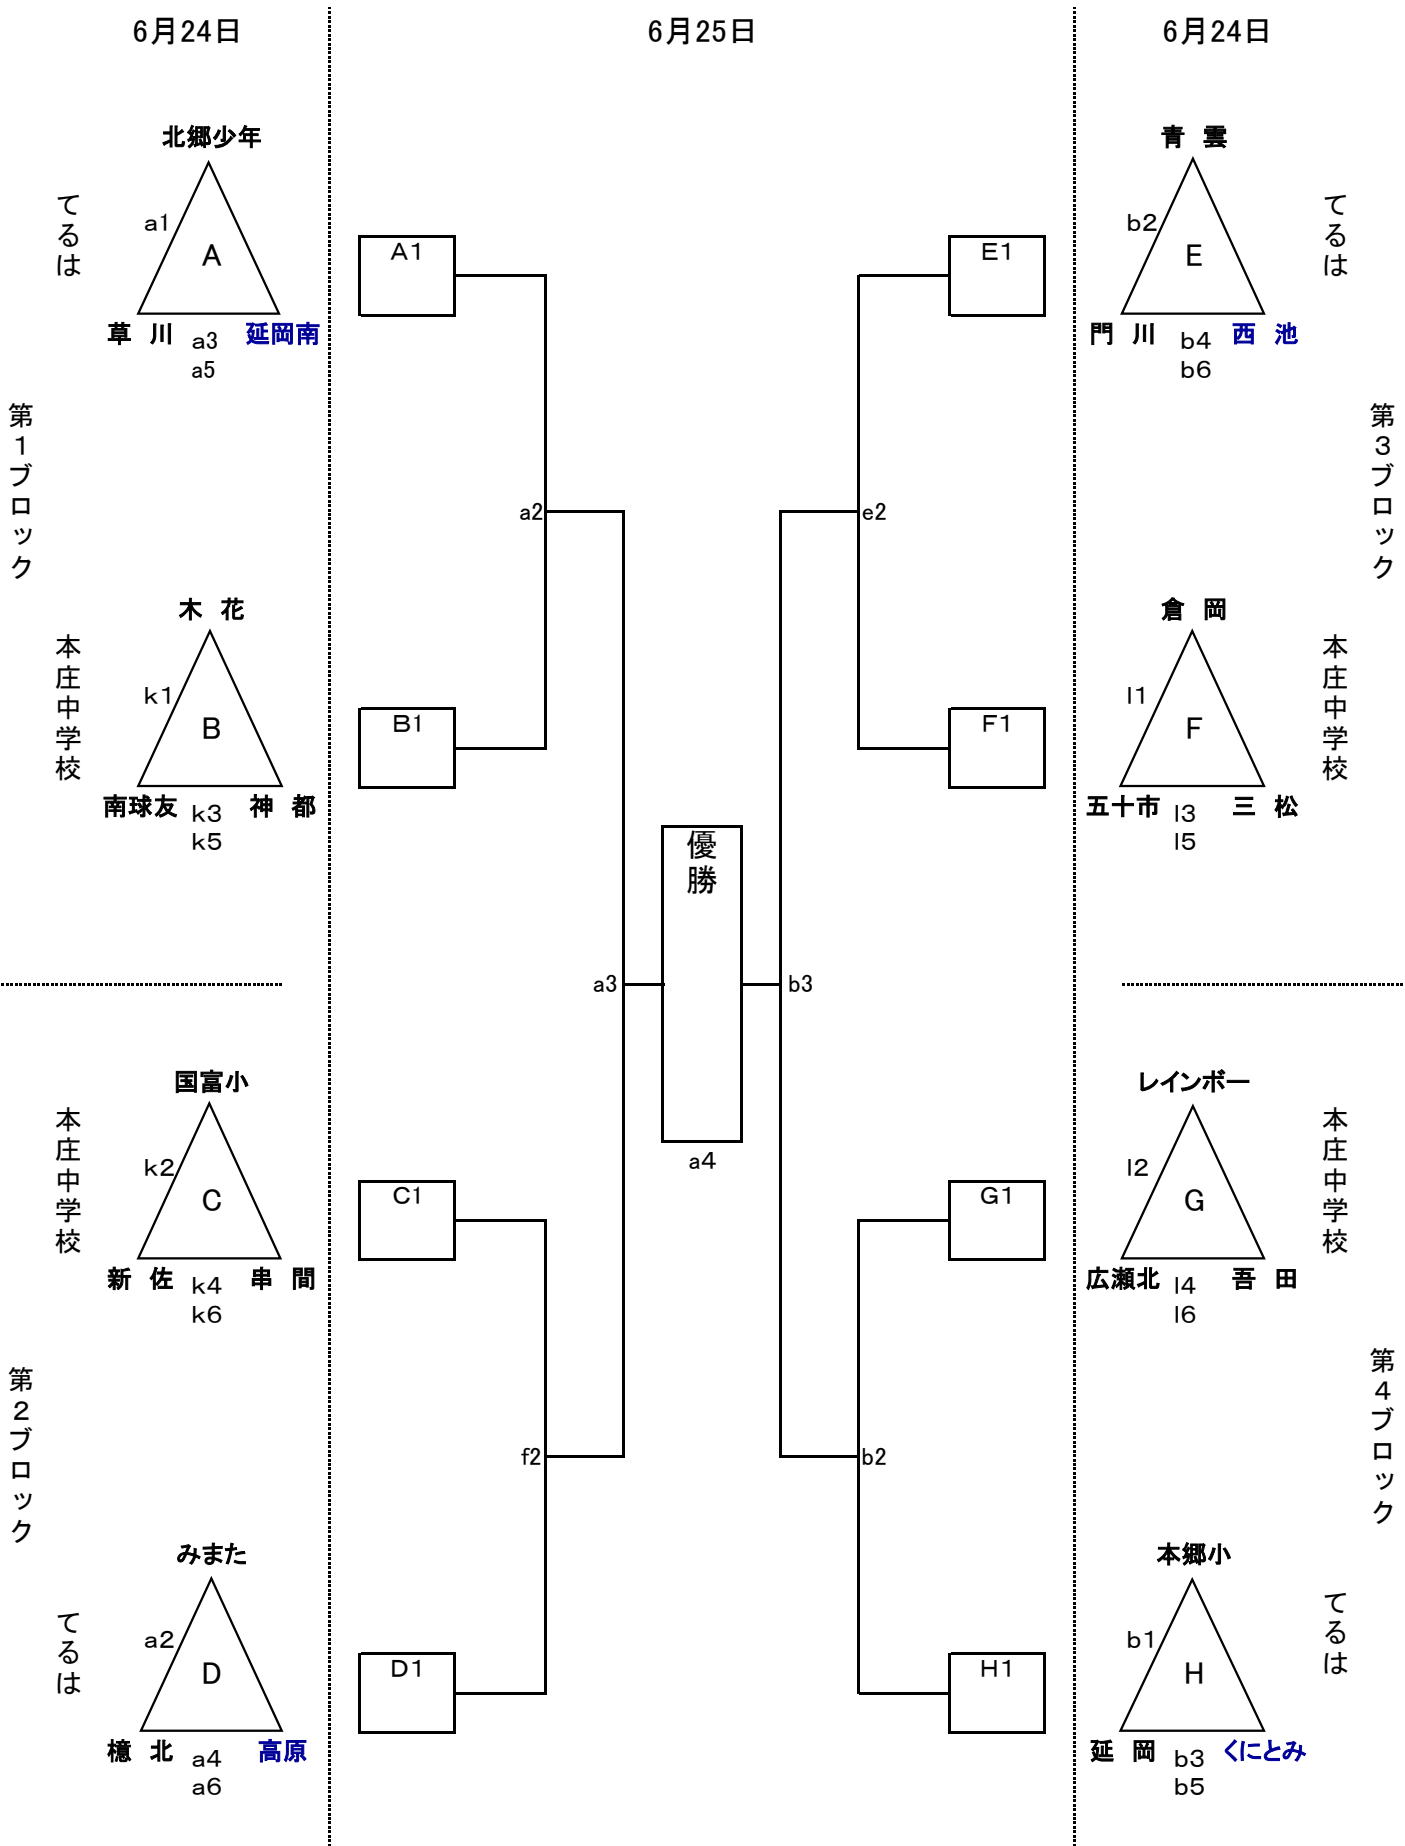 6月24日
6月25日
6月24日
北郷少年
てるは
a1
A
草 川
a3
延岡南
a5
第1ブロック
木 花
本庄中学校
k1
B
南球友
k3
神 都
k5
国富小
本庄中学校
k2
C
新 佐
k4
串 間
k6
第2ブロック
みまた
てるは
a2
D
檍 北
a4
高原
a6
A1
a2
B1
a3
C1
f2
D1
優勝
a4
E1
e2
F1
b3
G1
b2
H1
青 雲
てるは
b2
E
門 川
b4
西 池
b6
第3ブロック
倉 岡
本庄中学校
l1
F
五十市
l3
三 松
l5
レインボー
本庄中学校
l2
G
広瀬北
l4
吾 田
l6
第4ブロック
本郷小
てるは
b1
H
延 岡
b3
くにとみ
b5